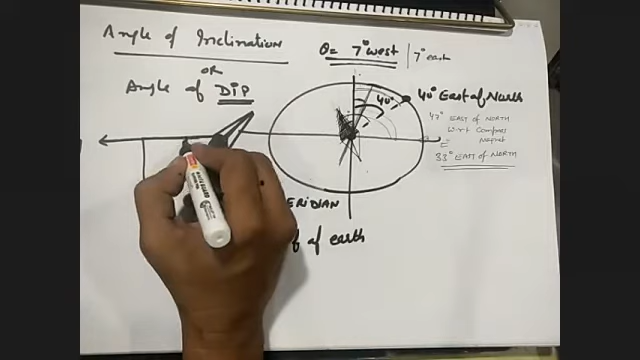 Angle of Inclination
OR
Angle of DIP
θ = 7° west | 7° east
40°
40° East of North
47° EAST OF NORTH
w.r.t Compass
Magnet
33° EAST OF NORTH
ERIDIAN
of earth